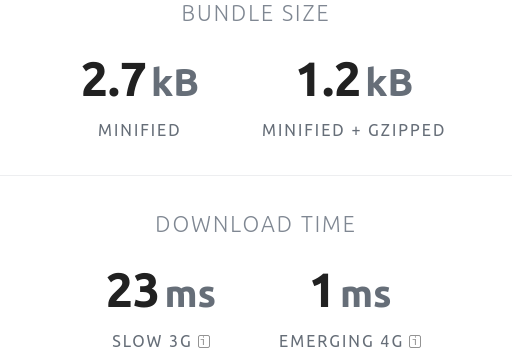 BUNDLE SIZE
2.7 kB 1.2 kB
MINIFIED MINIFIED + GZIPPED
DOWNLOAD TIME
23 ms 1 ms
SLOW 3G EMERGING 4G